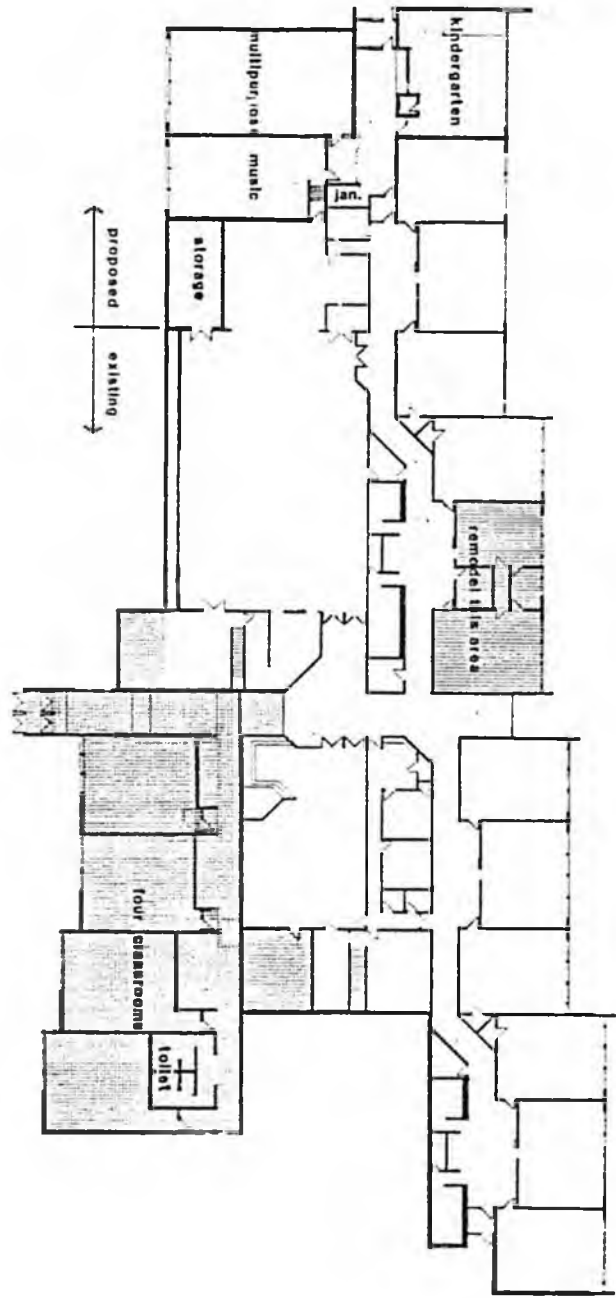 kindergarten
multipurpose
music
jan.
storage
proposed
existing
remodel this area
four
classrooms
toilet